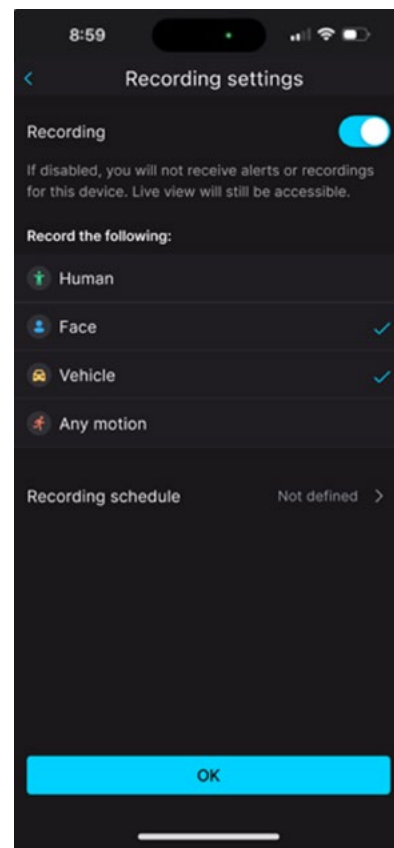 8:59
Recording settings
Recording
If disabled, you will not receive alerts or recordings
for this device. Live view will still be accessible.
Record the following:
Human
Face
Vehicle
Any motion
Recording schedule Not defined
OK